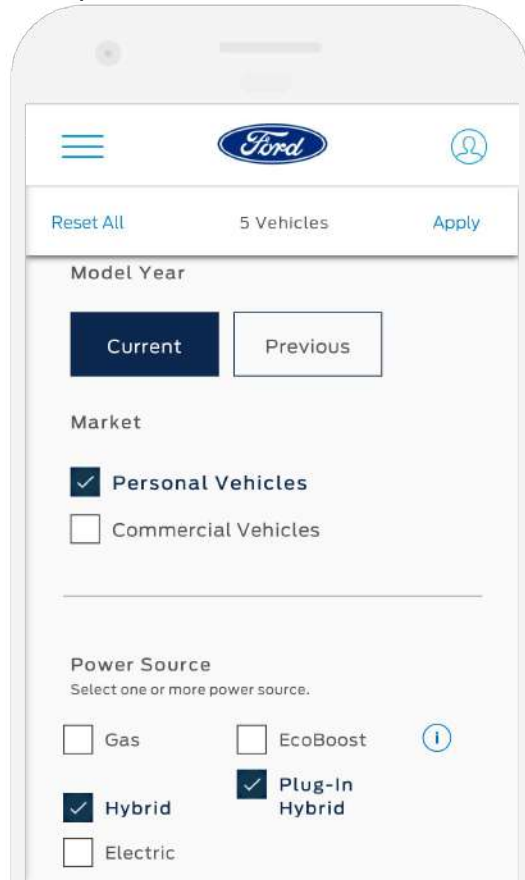 Ford
Reset All 5 Vehicles Apply
Model Year
Current Previous
Market
Personal Vehicles
Commercial Vehicles
Power Source
Select one or more power source.
Gas EcoBoost i
Plug-In
Hybrid Hybrid
Electric